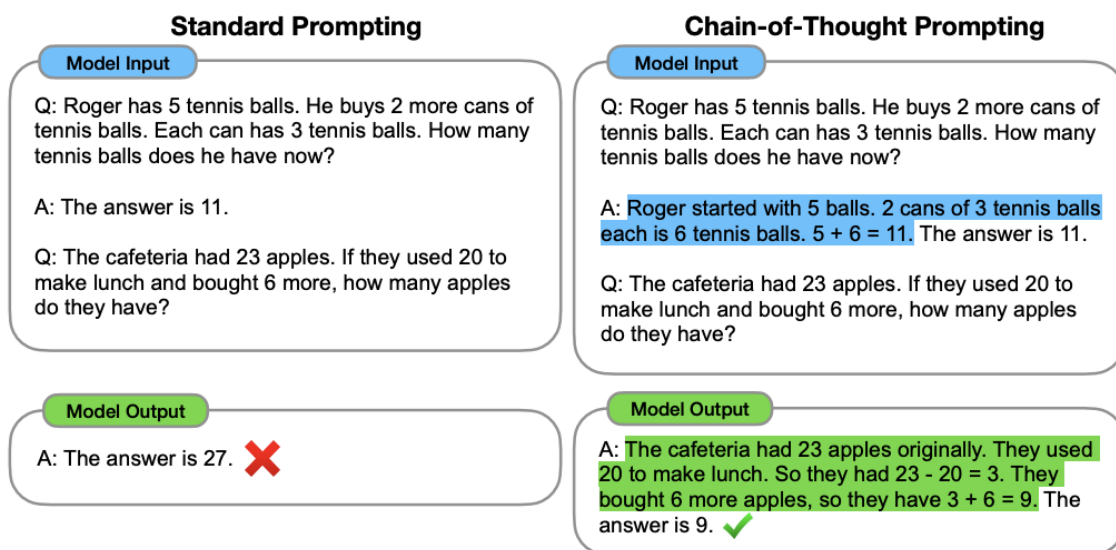 Standard Prompting
Model Input
Q: Roger has 5 tennis balls. He buys 2 more cans of
tennis balls. Each can has 3 tennis balls. How many
tennis balls does he have now?
A: The answer is 11.
Q: The cafeteria had 23 apples. If they used 20 to
make lunch and bought 6 more, how many apples
do they have?
Model Output
A: The answer is 27.
Chain-of-Thought Prompting
Model Input
Q: Roger has 5 tennis balls. He buys 2 more cans of
tennis balls. Each can has 3 tennis balls. How many
tennis balls does he have now?
A: Roger started with 5 balls. 2 cans of 3 tennis balls
each is 6 tennis balls. 5 + 6 = 11. The answer is 11.
Q: The cafeteria had 23 apples. If they used 20 to
make lunch and bought 6 more, how many apples
do they have?
Model Output
A: The cafeteria had 23 apples originally. They used
20 to make lunch. So they had 23 - 20 = 3. They
bought 6 more apples, so they have 3 + 6 = 9. The
answer is 9.